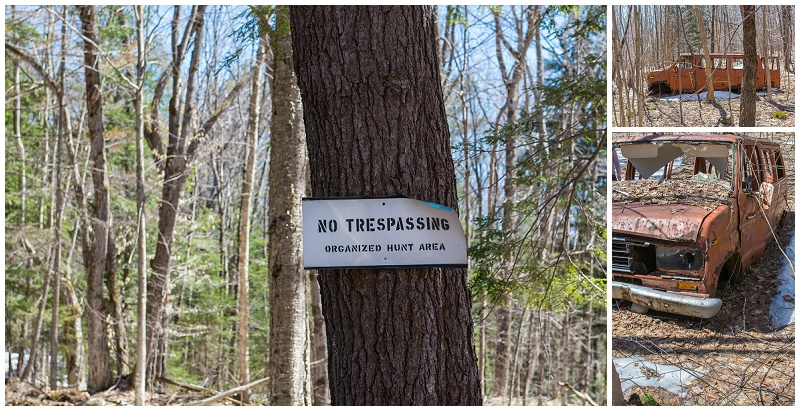 NO TRESPASSING
ORGANIZED HUNT AREA